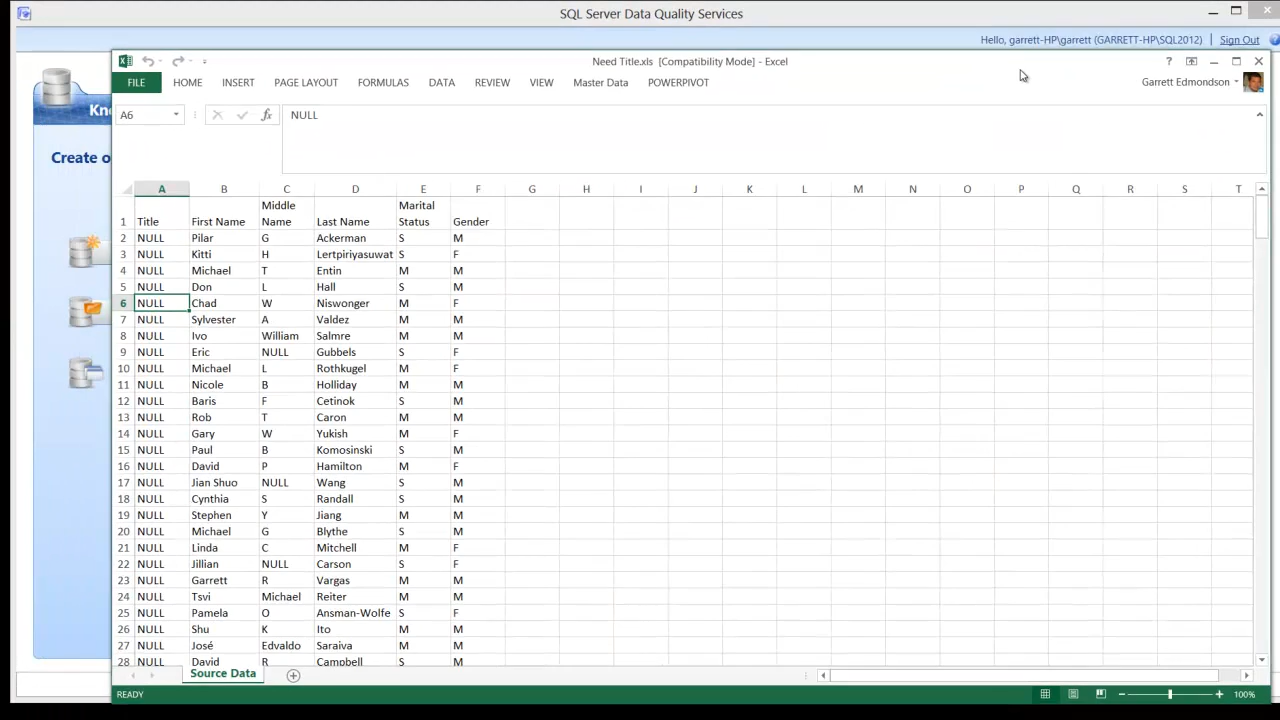 SQL Server Data Quality Services
Hello, garrett-HP\garrett (GARRETT-HP\SQL2012) | Sign Out
Need Title.xls [Compatibility Mode] - Excel
FILE HOME INSERT PAGE LAYOUT FORMULAS DATA REVIEW VIEW Master Data POWERPIVOT Garrett Edmondson
Kn
Create o
A6 fx NULL
A B C D E F G H I J K L M N O P Q R S T
1 Title First Name Middle Name Last Name Marital Status Gender
2 NULL Pilar G Ackerman S M
3 NULL Kitti H Lertpiriyasuwat S F
4 NULL Michael T Entin M M
5 NULL Don L Hall S M
6 NULL Chad W Niswonger M F
7 NULL Sylvester A Valdez M M
8 NULL Ivo William Salmre M M
9 NULL Eric NULL Gubbels S F
10 NULL Michael L Rothkugel M F
11 NULL Nicole B Holliday M M
12 NULL Baris F Cetinok S M
13 NULL Rob T Caron M M
14 NULL Gary W Yukish M F
15 NULL Paul B Komosinski S M
16 NULL David P Hamilton M F
17 NULL Jian Shuo NULL Wang S M
18 NULL Cynthia S Randall S M
19 NULL Stephen Y Jiang M M
20 NULL Michael G Blythe S M
21 NULL Linda C Mitchell M F
22 NULL Jillian NULL Carson S F
23 NULL Garrett R Vargas M M
24 NULL Tsvi Michael Reiter M M
25 NULL Pamela O Ansman-Wolfe S F
26 NULL Shu K Ito M M
27 NULL José Edvaldo Saraiva M M
28 NULL David R Campbell S M
Source Data
READY 100%